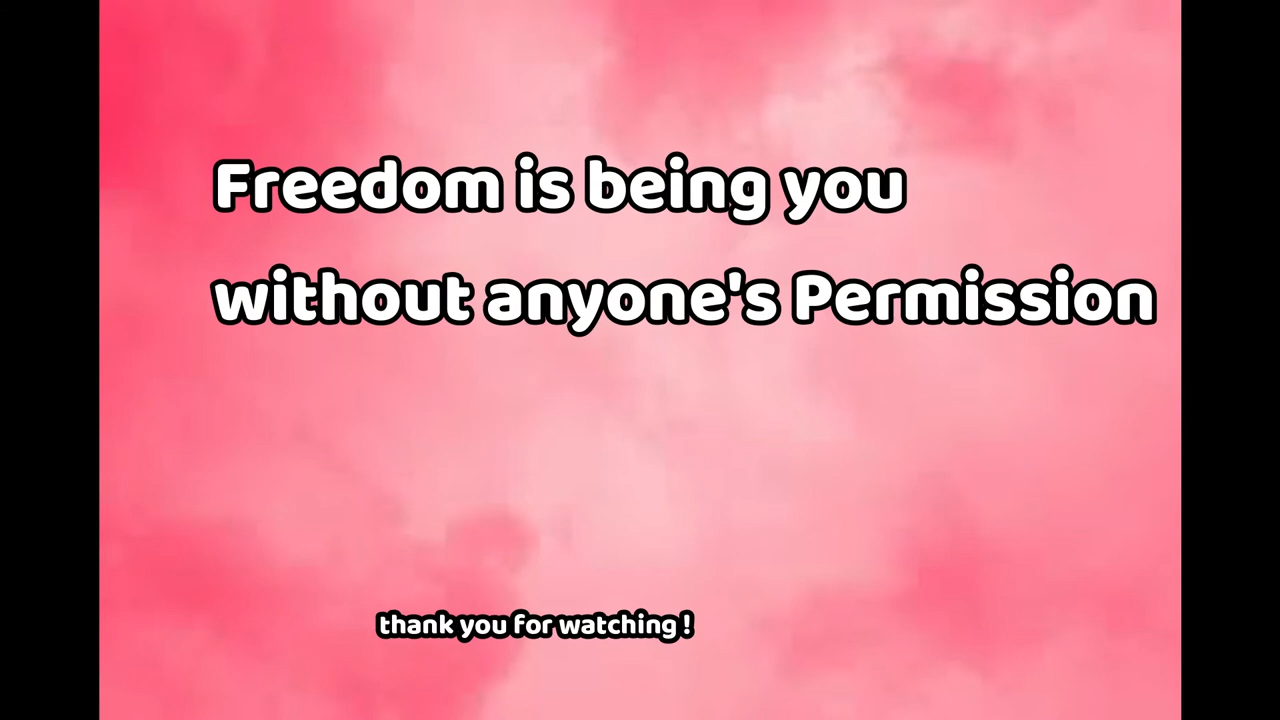 Freedom is being you
without anyone's Permission
thank you for watching !